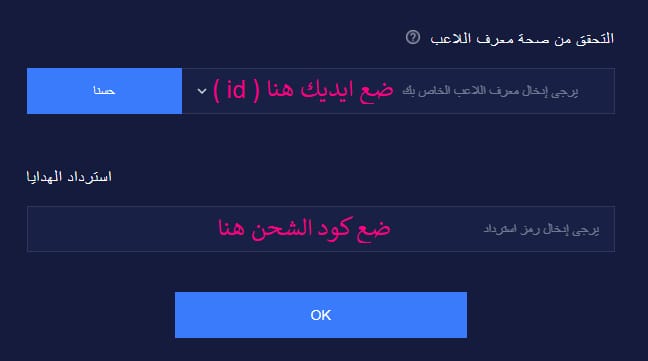 التحقق من صحة معرف اللاعب ?
يرجى إدخال معرف اللاعب الخاص بك ضع ايديك هنا ( id ) حسنا
استرداد الهدايا
يرجى إدخال رمز استرداد ضع كود الشحن هنا
OK